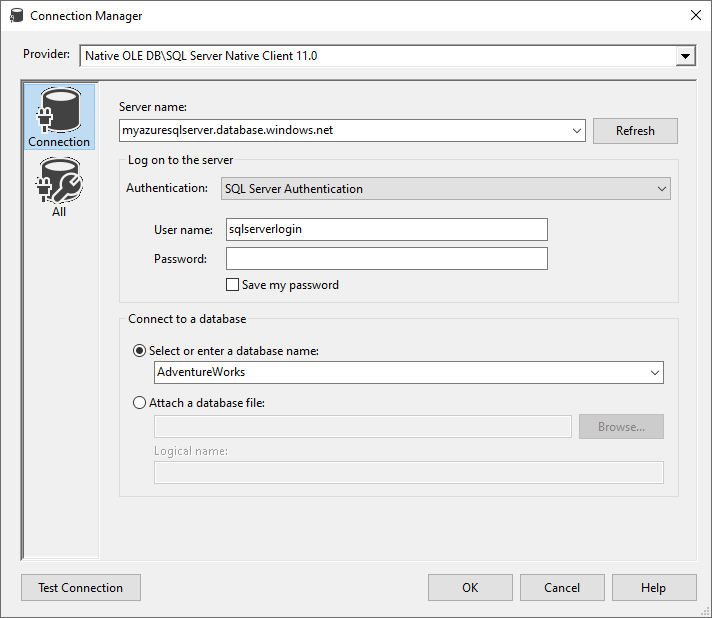 Connection Manager
Provider: Native OLE DB\SQL Server Native Client 11.0
Connection
All
Server name:
myazuresqlserver.database.windows.net Refresh
Log on to the server
Authentication: SQL Server Authentication
User name: sqlserverlogin
Password:
Save my password
Connect to a database
Select or enter a database name:
AdventureWorks
Attach a database file:
Browse...
Logical name:
Test Connection OK Cancel Help